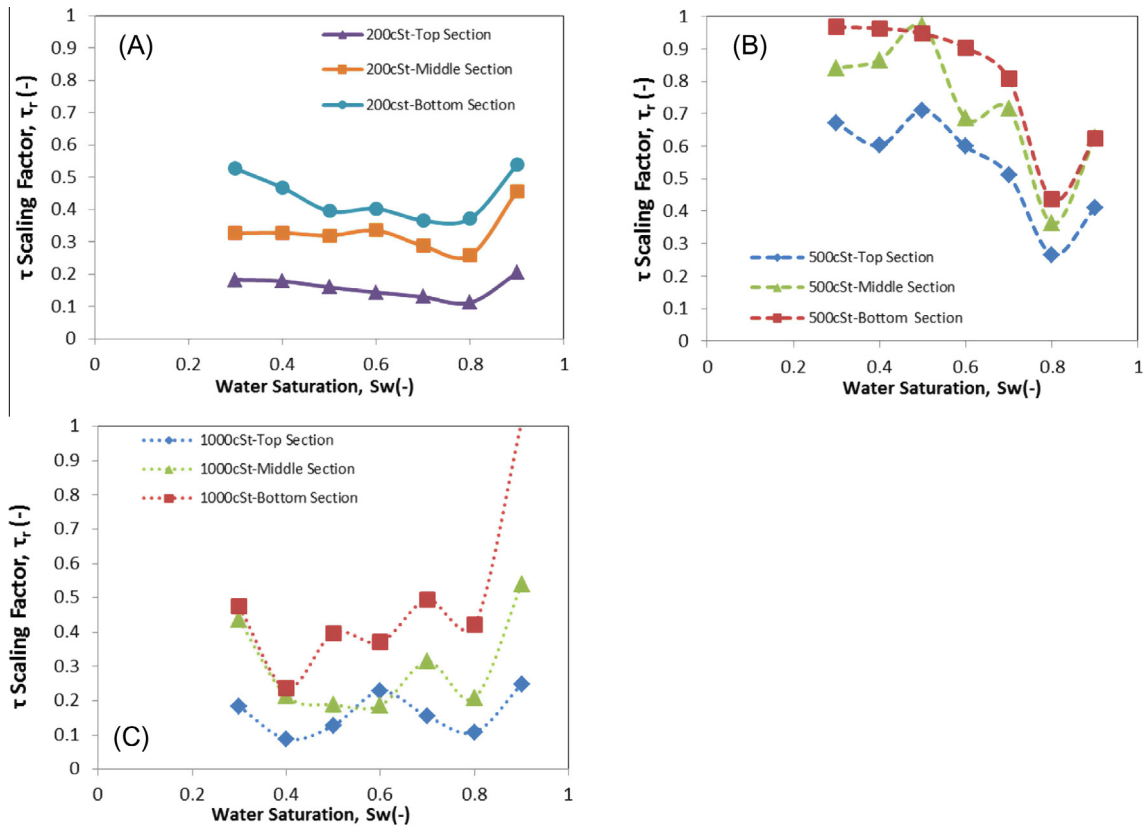 (A)
τ Scaling Factor, τr (-)
1
0.9
0.8
0.7
0.6
0.5
0.4
0.3
0.2
0.1
0
200cSt-Top Section
200cSt-Middle Section
200cst-Bottom Section
0 0.2 0.4 0.6 0.8 1
Water Saturation, Sw(-)
(B)
τ Scaling Factor, τr (-)
1
0.9
0.8
0.7
0.6
0.5
0.4
0.3
0.2
0.1
0
500cSt-Top Section
500cSt-Middle Section
500cSt-Bottom Section
0 0.2 0.4 0.6 0.8 1
Water Saturation, Sw(-)
τ Scaling Factor, τr (-)
1
0.9
0.8
0.7
0.6
0.5
0.4
0.3
0.2
0.1
0
1000cSt-Top Section
1000cSt-Middle Section
1000cSt-Bottom Section
(C)
0 0.2 0.4 0.6 0.8 1
Water Saturation, Sw(-)